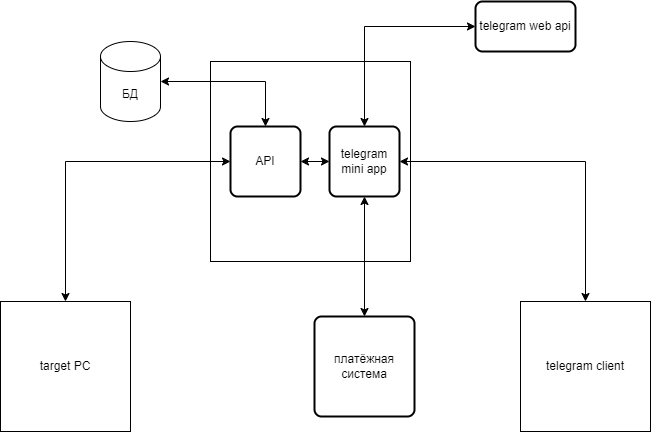 telegram web api
БД
API
telegram
mini app
target PC
платёжная
система
telegram client